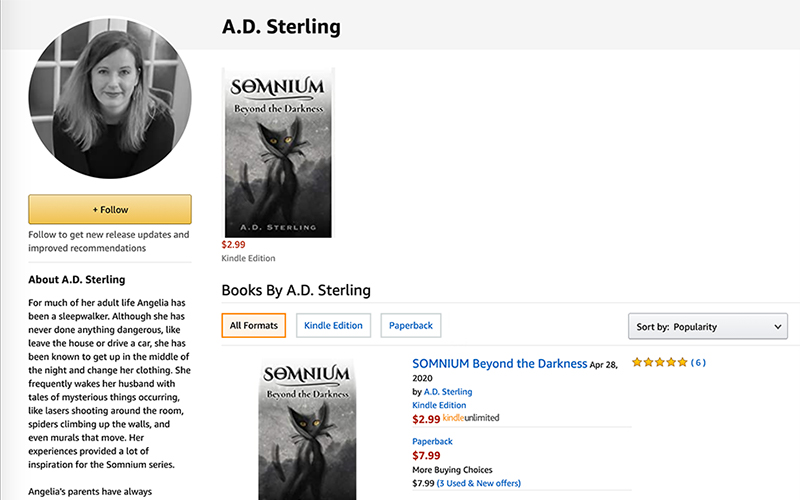 A.D. Sterling
SOMNIUM
Beyond the Darkness
A.D. STERLING
$2.99
Kindle Edition
+ Follow
Follow to get new release updates and
improved recommendations
About A.D. Sterling
For much of her adult life Angelia has
been a sleepwalker. Although she has
never done anything dangerous, like
leave the house or drive a car, she has
been known to get up in the middle of
the night and change her clothing. She
frequently wakes her husband with
tales of mysterious things occurring,
like lasers shooting around the room,
spiders climbing up the walls, and
even murals that move. Her
experiences provided a lot of
inspiration for the Somnium series.
Angelia's parents have always
Books By A.D. Sterling
All Formats
Kindle Edition
Paperback
Sort by: Popularity
SOMNIUM
Beyond the Darkness
SOMNIUM Beyond the Darkness Apr 28,
2020
by A.D. Sterling
Kindle Edition
$2.99 kindleunlimited
Paperback
$7.99
More Buying Choices
$7.99 (3 Used & New offers)
(6)